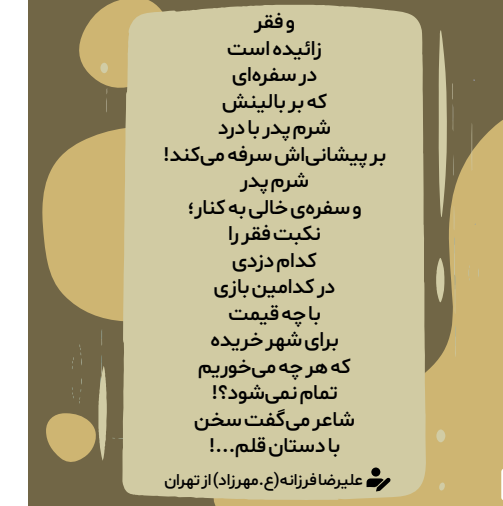 و فقر
زائیده است
در سفره‌ای
که بر بالینش
شرم پدر با درد
بر پیشانی‌اش سرفه می‌کند!
شرم پدر
و سفره‌ی خالی به کنار؛
نکبت فقر را
کدام دزدی
در کدامین بازی
با چه قیمت
برای شهر خریده
که هر چه می‌خوریم
تمام نمی‌شود؟!
شاعر می‌گفت سخن
با دستان قلم...!
علیرضا فرزانه(ع.مهرزاد) از تهران